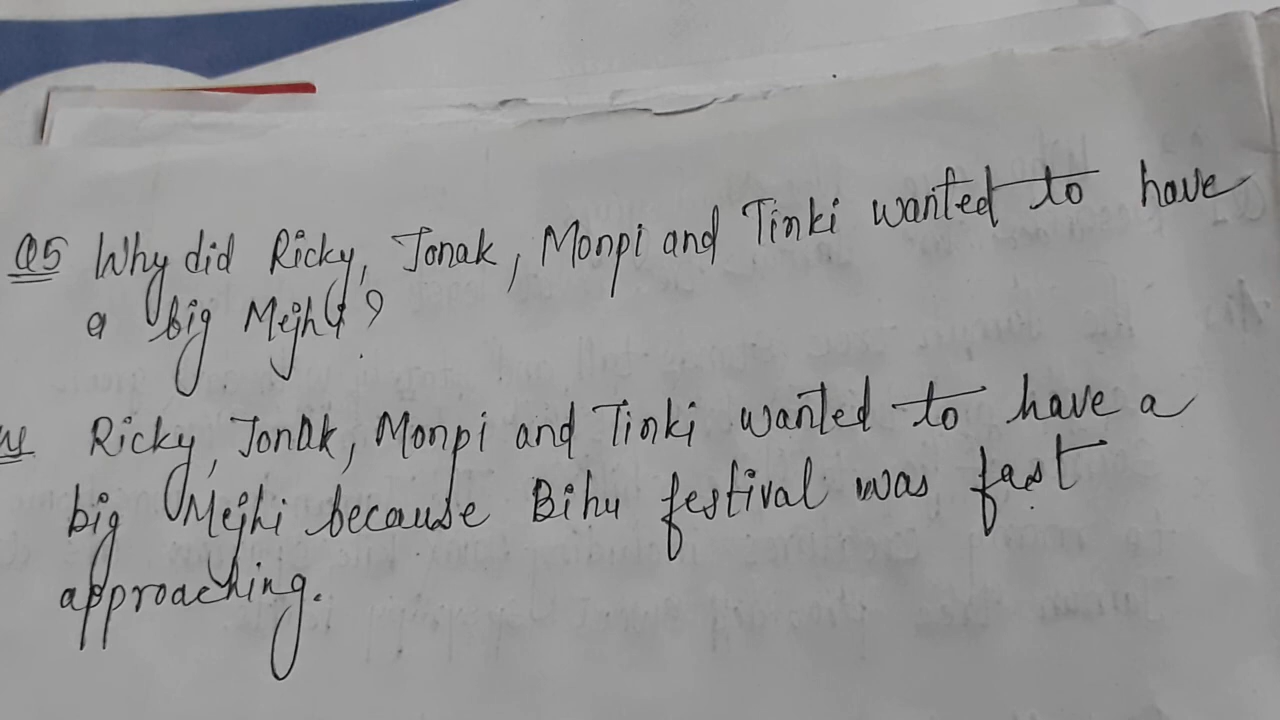 Q5 Why did Ricky, Jonak, Monpi and Tinki wanted to have
a big Mejhi?
Ricky, Jonak, Monpi and Tinki wanted to have a
big Mejhi because Bihu festival was fast
approaching.